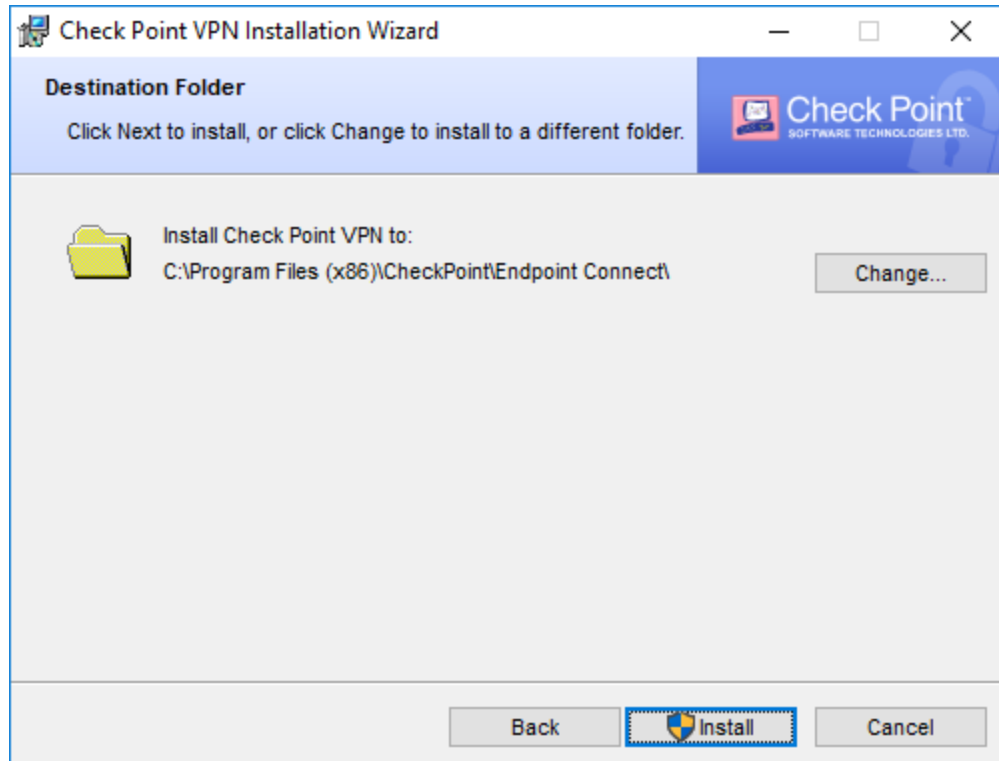 Check Point VPN Installation Wizard
Destination Folder
Click Next to install, or click Change to install to a different folder.
Check Point™
SOFTWARE TECHNOLOGIES LTD.
Install Check Point VPN to:
C:\Program Files (x86)\CheckPoint\Endpoint Connect\
Change...
Back
Install
Cancel